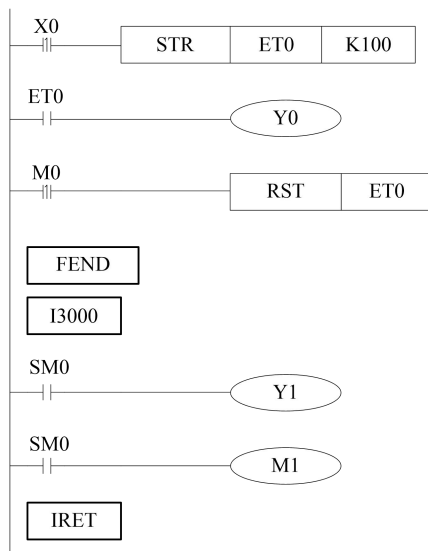 X0
STR ET0 K100
ET0
Y0
M0
RST ET0
FEND
I3000
SM0
Y1
SM0
M1
IRET